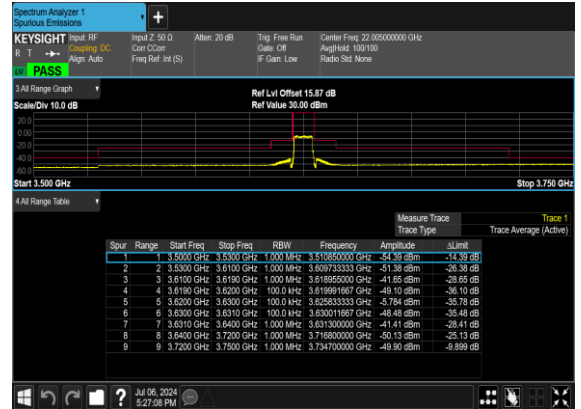 Spectrum Analyzer 1
Spurious Emissions
+
KEYSIGHT
R T
PASS
Input: RF
Coupling: DC
Align: Auto
Input Z: 50 Ω
Corr CCorr
Freq Ref: Int (S)
Atten: 20 dB
Trig: Free Run
Gate: Off
IF Gain: Low
Center Freq: 22.005000000 GHz
Avg|Hold: 100/100
Radio Std: None
3 All Range Graph
Scale/Div 10.0 dB
Ref Lvl Offset 15.87 dB
Ref Value 30.00 dBm
20.0
0.00
-20.0
-40.0
-60.0
Start 3.500 GHz
Stop 3.750 GHz
4 All Range Table
Measure Trace Trace 1
Trace Type Trace Average (Active)
Spur Range Start Freq Stop Freq RBW Frequency Amplitude ΔLimit
1 1 3.5000 GHz 3.5300 GHz 1.000 MHz 3.510850000 GHz -54.39 dBm -14.39 dB
2 2 3.5300 GHz 3.6100 GHz 1.000 MHz 3.609733333 GHz -51.38 dBm -26.38 dB
3 3 3.6100 GHz 3.6190 GHz 1.000 MHz 3.618955000 GHz -41.65 dBm -28.65 dB
4 4 3.6190 GHz 3.6200 GHz 100.0 kHz 3.619991667 GHz -49.10 dBm -36.10 dB
5 5 3.6200 GHz 3.6300 GHz 100.0 kHz 3.625833333 GHz -5.784 dBm -35.78 dB
6 6 3.6300 GHz 3.6310 GHz 100.0 kHz 3.630011667 GHz -48.48 dBm -35.48 dB
7 7 3.6310 GHz 3.6400 GHz 1.000 MHz 3.631300000 GHz -41.41 dBm -28.41 dB
8 8 3.6400 GHz 3.7200 GHz 1.000 MHz 3.716800000 GHz -50.13 dBm -25.13 dB
9 9 3.7200 GHz 3.7500 GHz 1.000 MHz 3.734700000 GHz -49.90 dBm -9.899 dB
?
Jul 06, 2024
5:27:08 PM